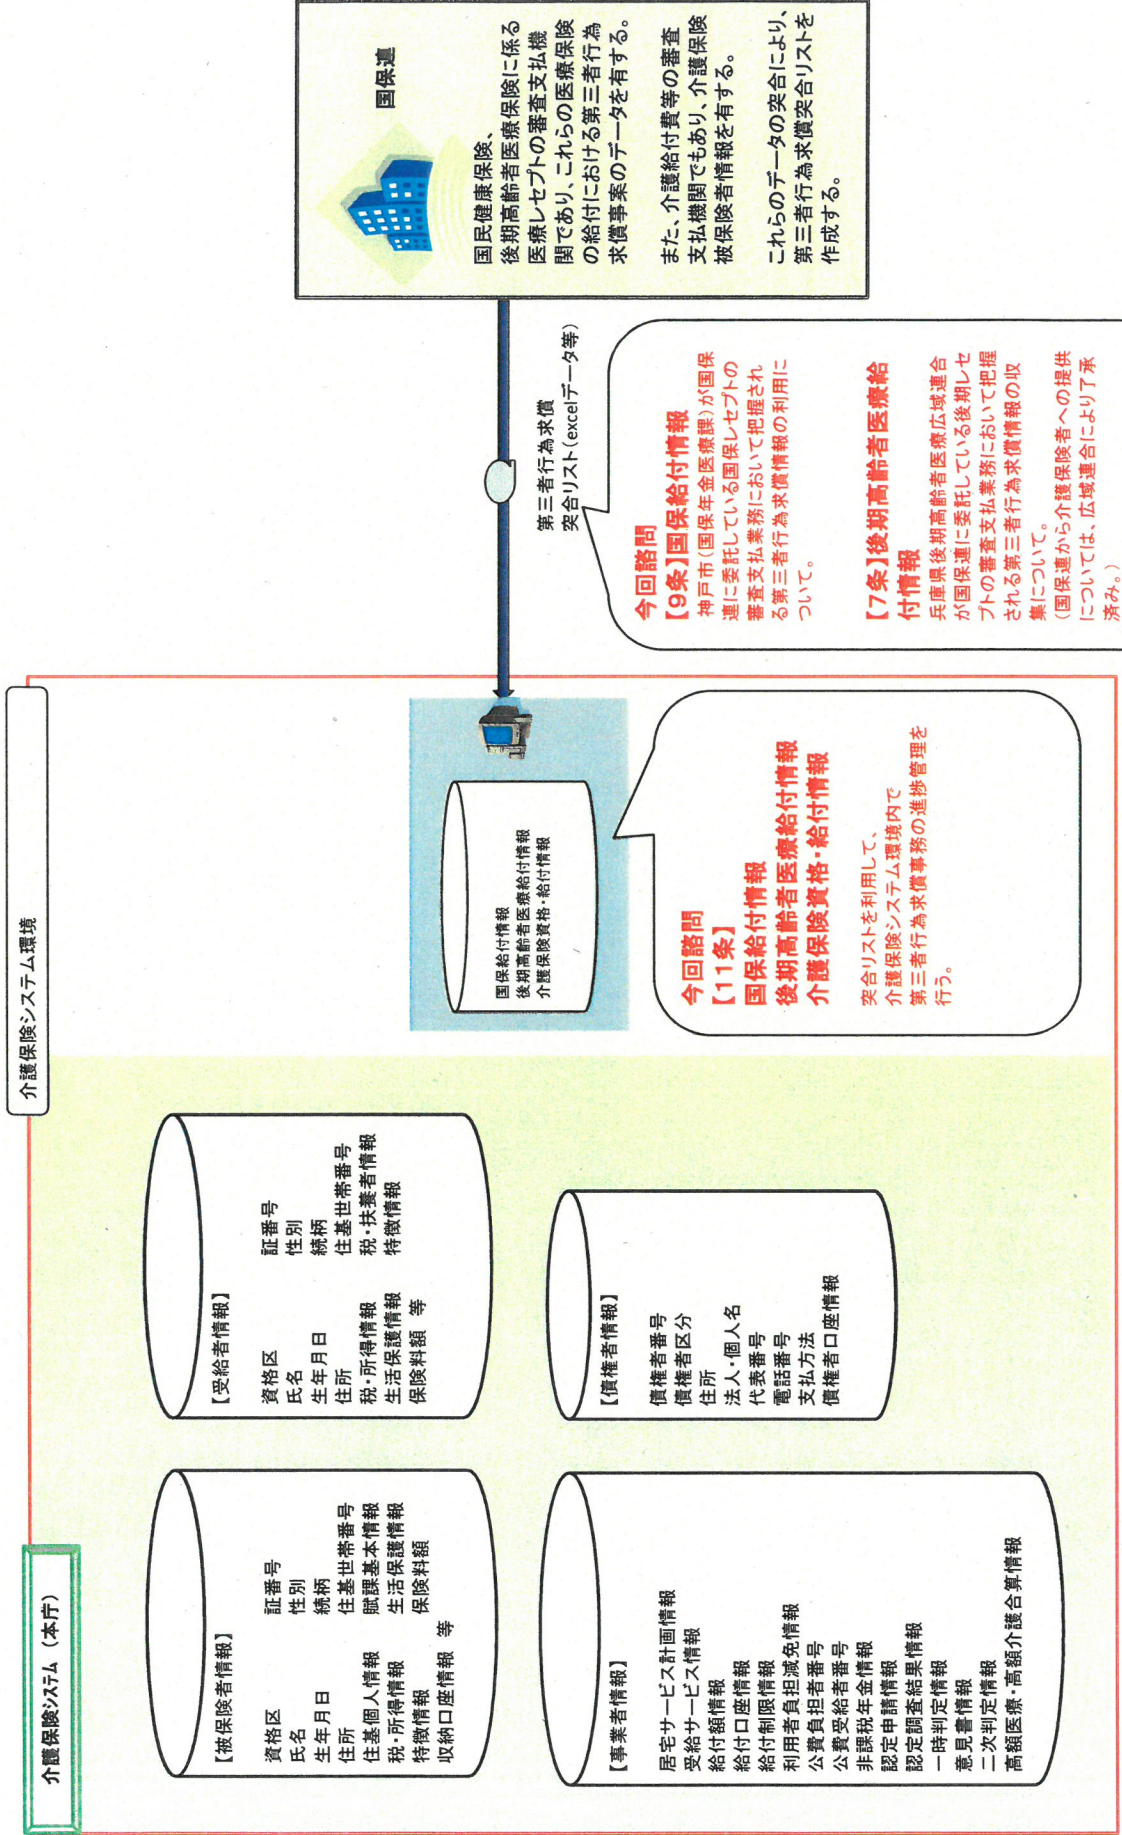 介護保険システム（本庁）
介護保険システム環境
【被保険者情報】
資格区　証番号
氏名　性別
生年月日　続柄
住所　住基世帯番号
住基個人情報　賦課基本情報
税・所得情報　生活保護情報
特徴情報　保険料額
収納口座情報　等
【受給者情報】
資格区　証番号
氏名　性別
生年月日　続柄
住所　住基世帯番号
税・所得情報　税・扶養者情報
生活保護情報　特徴情報
保険料額　等
【事業者情報】
居宅サービス計画情報
受給サービス情報
給付額情報
給付口座情報
給付制限情報
利用者負担減免情報
公費負担者番号
公費受給者番号
非課税年金情報
認定申請情報
認定調査結果情報
一時判定情報
意見書情報
二次判定情報
高額医療・高額介護合算情報
【債権者情報】
債権者番号
債権者区分
住所
法人・個人名
代表番号
電話番号
支払方法
債権者口座情報
国保給付情報
後期高齢者医療給付情報
介護保険資格・給付情報
今回諮問
【11条】
国保給付情報
後期高齢者医療給付情報
介護保険資格・給付情報
突合リストを利用して、
介護保険システム環境内で
第三者行為求償事務の進捗管理を
行う。
第三者行為求償
突合リスト（excelデータ等）
今回諮問
【9条】国保給付情報
神戸市（国保年金医療課）が国保
連に委託している国保レセプトの
審査支払業務において把握され
る第三者行為求償情報の利用に
ついて。
【7条】後期高齢者医療給
付情報
兵庫県後期高齢者医療広域連合
が国保連に委託している後期レセ
プトの審査支払業務において把握
される第三者行為求償情報の収
集について。
（国保連から介護保険者への提供
については、広域連合により了承
済み。）
国保連
国民健康保険、
後期高齢者医療保険に係る
医療レセプトの審査支払機
関であり、これらの医療保険
の給付における第三者行為
求償事案のデータを有する。
また、介護給付費等の審査
支払機関でもあり、介護保険
被保険者情報を有する。
これらのデータの突合により、
第三者行為求償突合リストを
作成する。